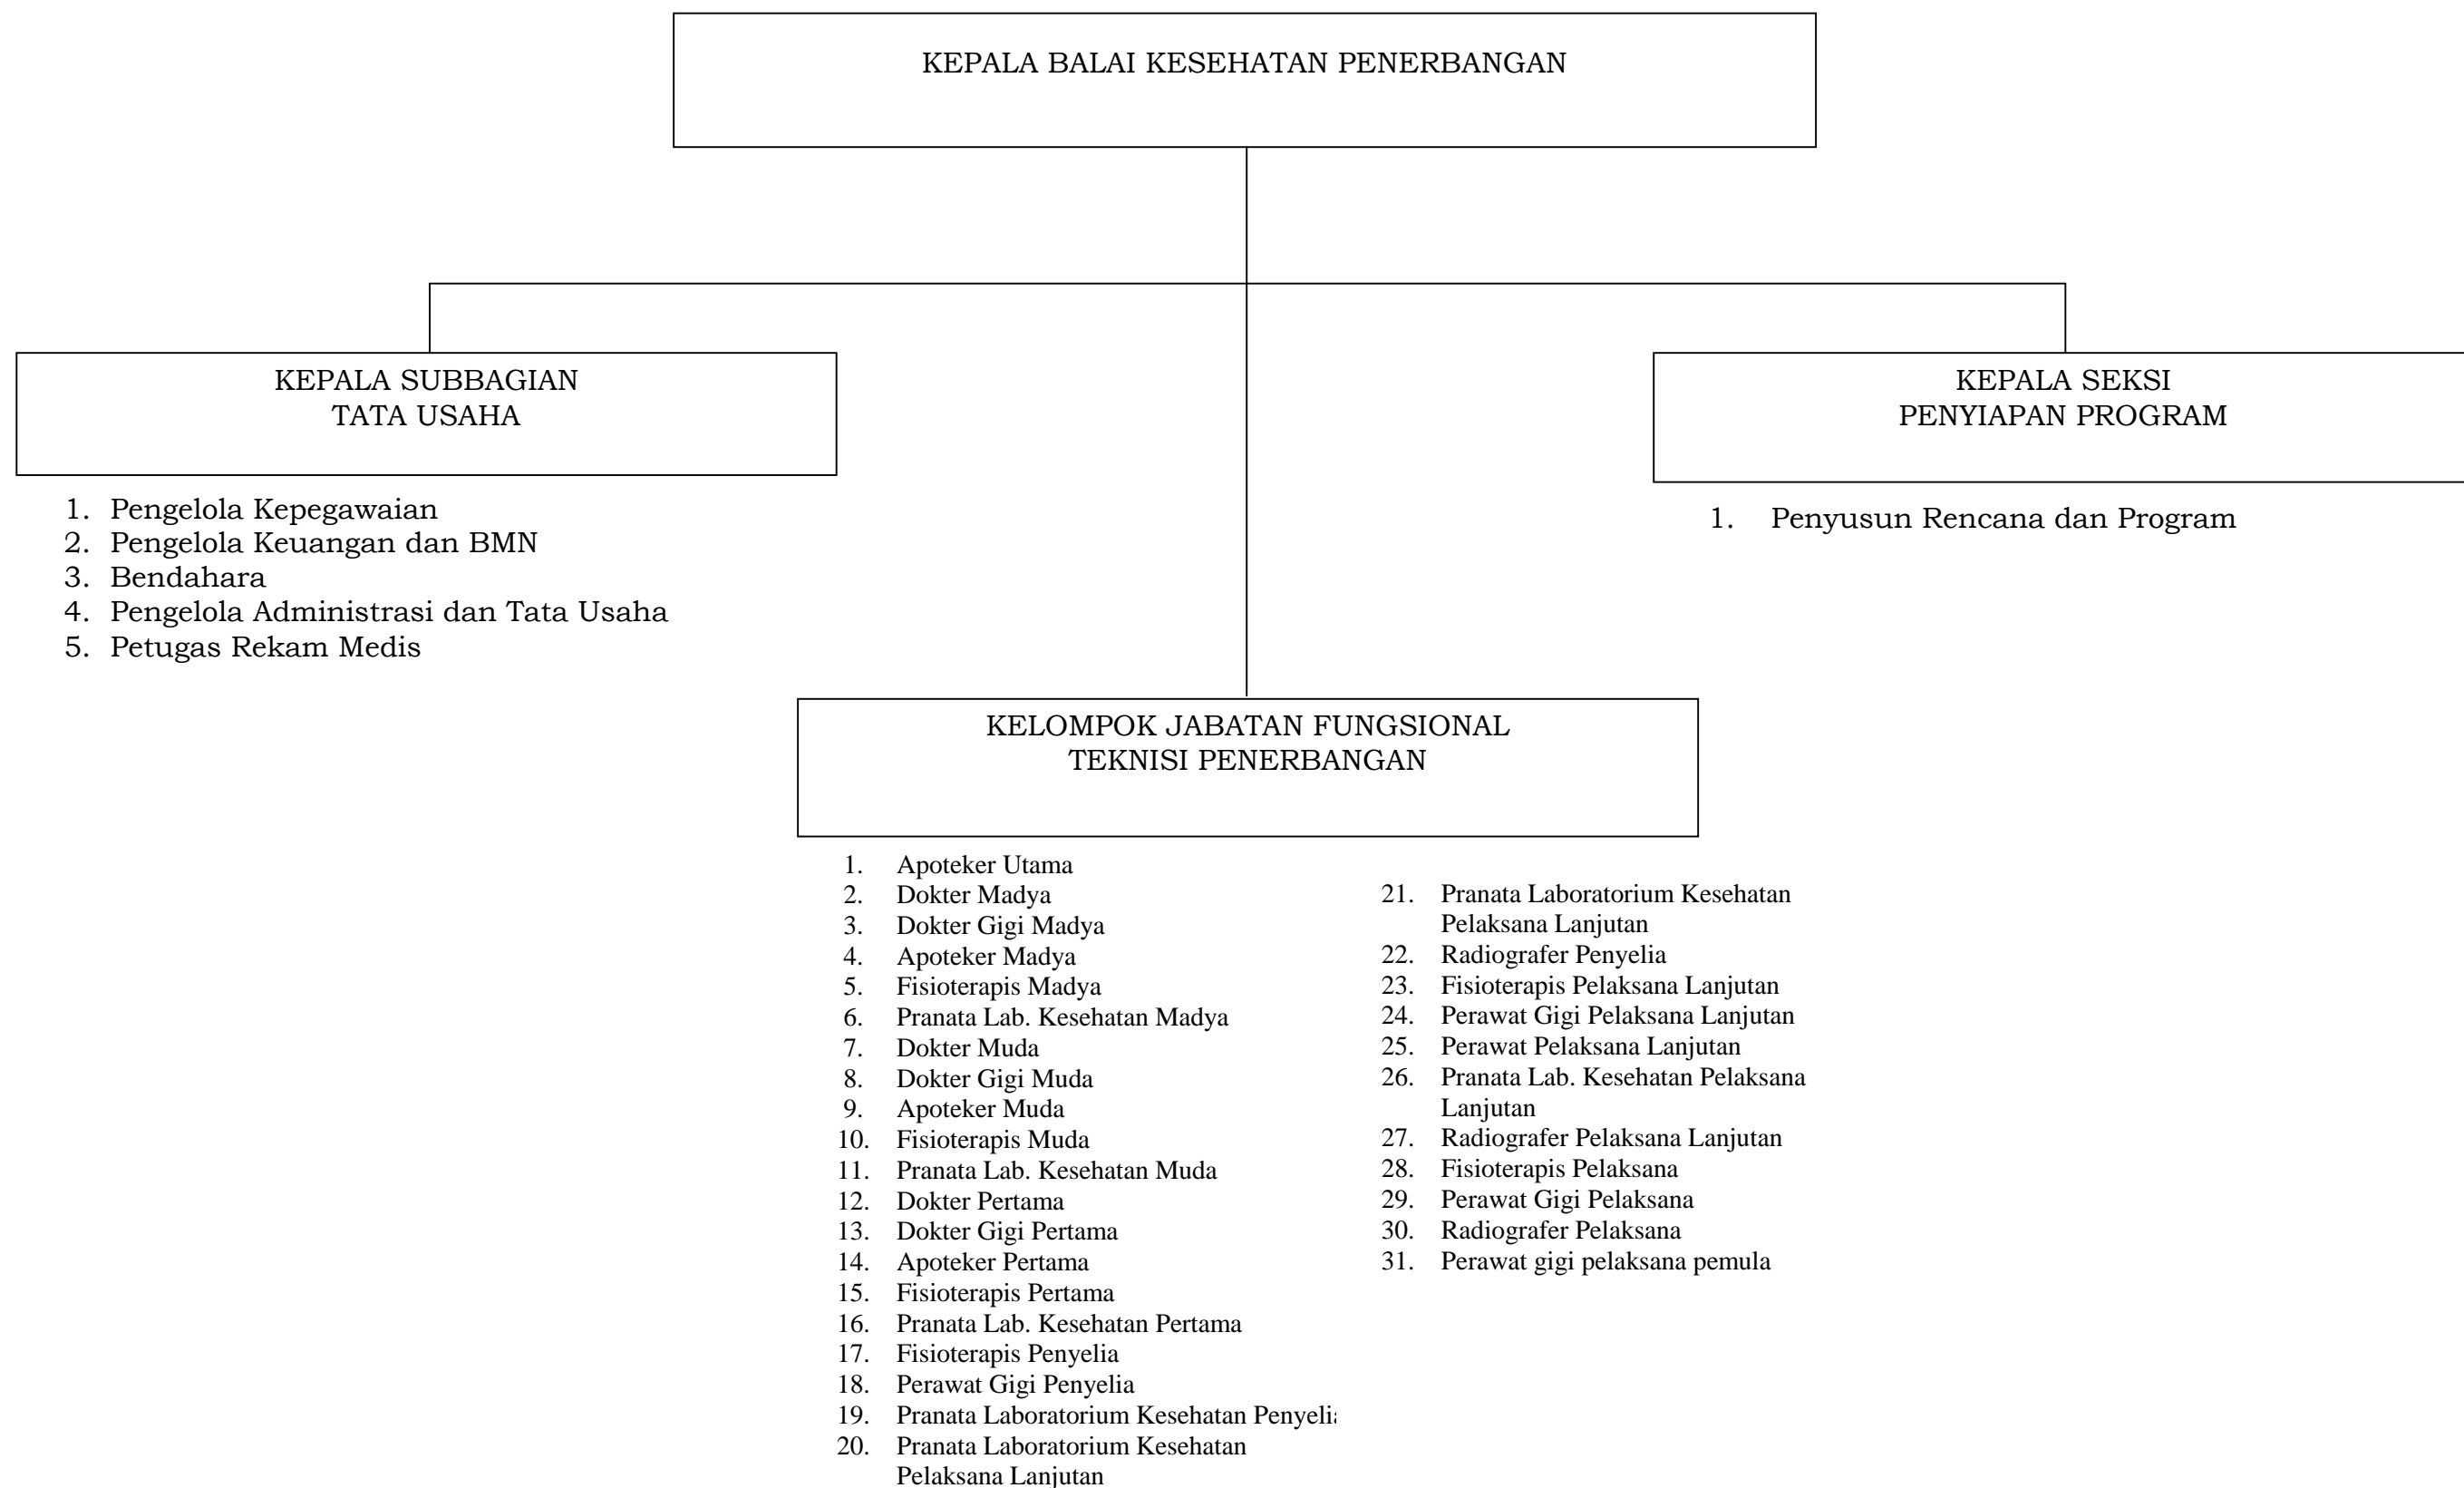 KEPALA BALAI KESEHATAN PENERBANGAN
KEPALA SUBBAGIAN
TATA USAHA
1. Pengelola Kepegawaian
2. Pengelola Keuangan dan BMN
3. Bendahara
4. Pengelola Administrasi dan Tata Usaha
5. Petugas Rekam Medis
KEPALA SEKSI
PENYIAPAN PROGRAM
1. Penyusun Rencana dan Program
KELOMPOK JABATAN FUNGSIONAL
TEKNISI PENERBANGAN
1. Apoteker Utama
2. Dokter Madya
3. Dokter Gigi Madya
4. Apoteker Madya
5. Fisioterapis Madya
6. Pranata Lab. Kesehatan Madya
7. Dokter Muda
8. Dokter Gigi Muda
9. Apoteker Muda
10. Fisioterapis Muda
11. Pranata Lab. Kesehatan Muda
12. Dokter Pertama
13. Dokter Gigi Pertama
14. Apoteker Pertama
15. Fisioterapis Pertama
16. Pranata Lab. Kesehatan Pertama
17. Fisioterapis Penyelia
18. Perawat Gigi Penyelia
19. Pranata Laboratorium Kesehatan Penyelia
20. Pranata Laboratorium Kesehatan
Pelaksana Lanjutan
21. Pranata Laboratorium Kesehatan
Pelaksana Lanjutan
22. Radiografer Penyelia
23. Fisioterapis Pelaksana Lanjutan
24. Perawat Gigi Pelaksana Lanjutan
25. Perawat Pelaksana Lanjutan
26. Pranata Lab. Kesehatan Pelaksana
Lanjutan
27. Radiografer Pelaksana Lanjutan
28. Fisioterapis Pelaksana
29. Perawat Gigi Pelaksana
30. Radiografer Pelaksana
31. Perawat gigi pelaksana pemula